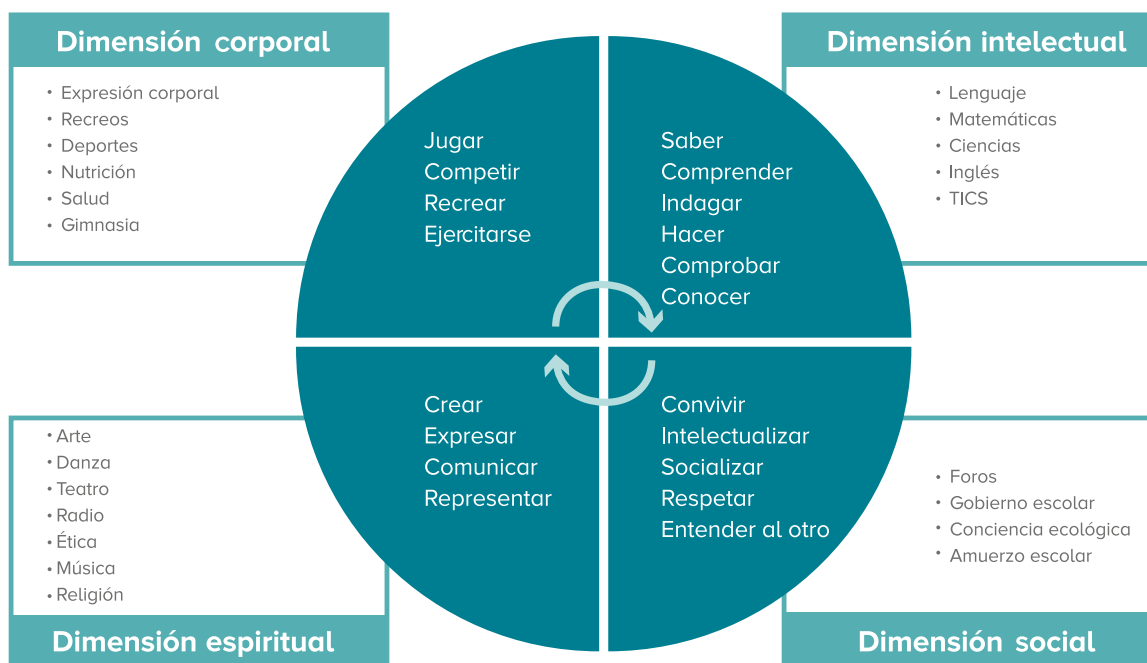 Dimensión corporal
• Expresión corporal
• Recreos
• Deportes
• Nutrición
• Salud
• Gimnasia
Jugar
Competir
Recrear
Ejercitarse
Saber
Comprender
Indagar
Hacer
Comprobar
Conocer
Dimensión intelectual
• Lenguaje
• Matemáticas
• Ciencias
• Inglés
• TICS
• Arte
• Danza
• Teatro
• Radio
• Ética
• Música
• Religión
Dimensión espiritual
Crear
Expresar
Comunicar
Representar
Convivir
Intelectualizar
Socializar
Respetar
Entender al otro
• Foros
• Gobierno escolar
• Conciencia ecológica
• Amuerzo escolar
Dimensión social